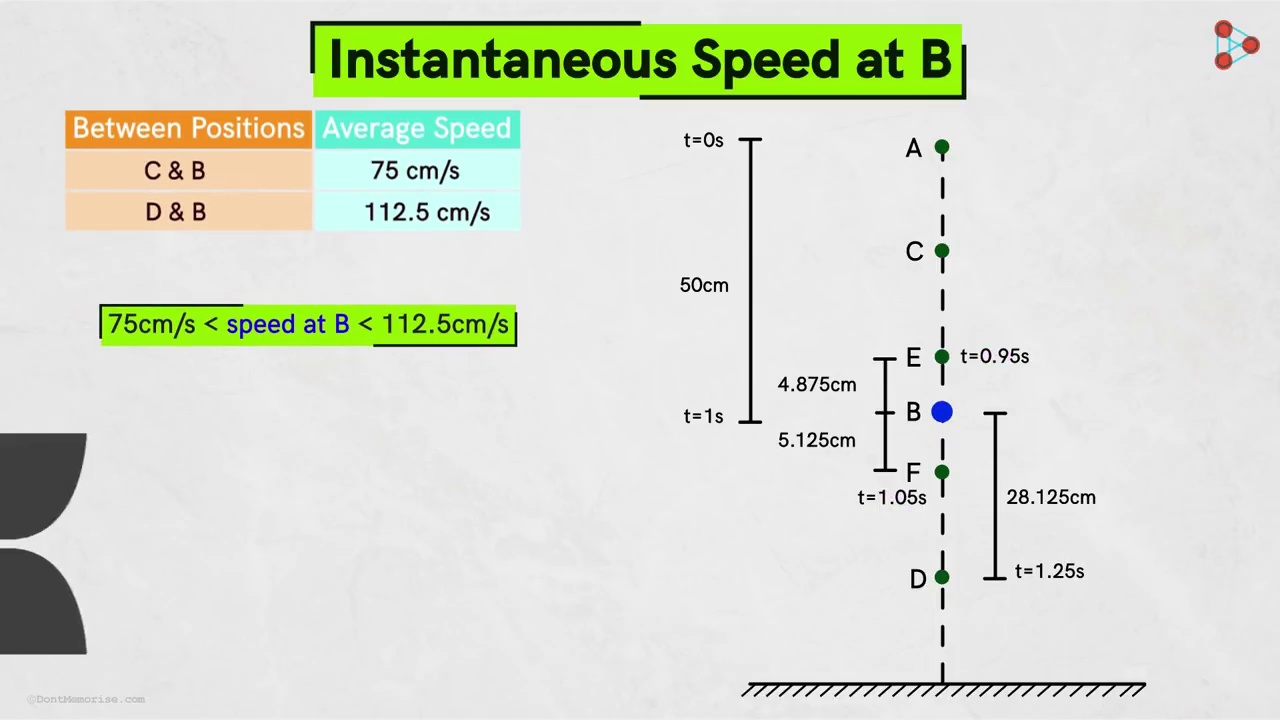 Instantaneous Speed at B
Between Positions Average Speed
C & B 75 cm/s
D & B 112.5 cm/s
75cm/s < speed at B < 112.5cm/s
t=0s
50cm
t=1s
A
C
E t=0.95s
4.875cm
B
5.125cm
F
t=1.05s
28.125cm
D t=1.25s
©DontMemorise.com